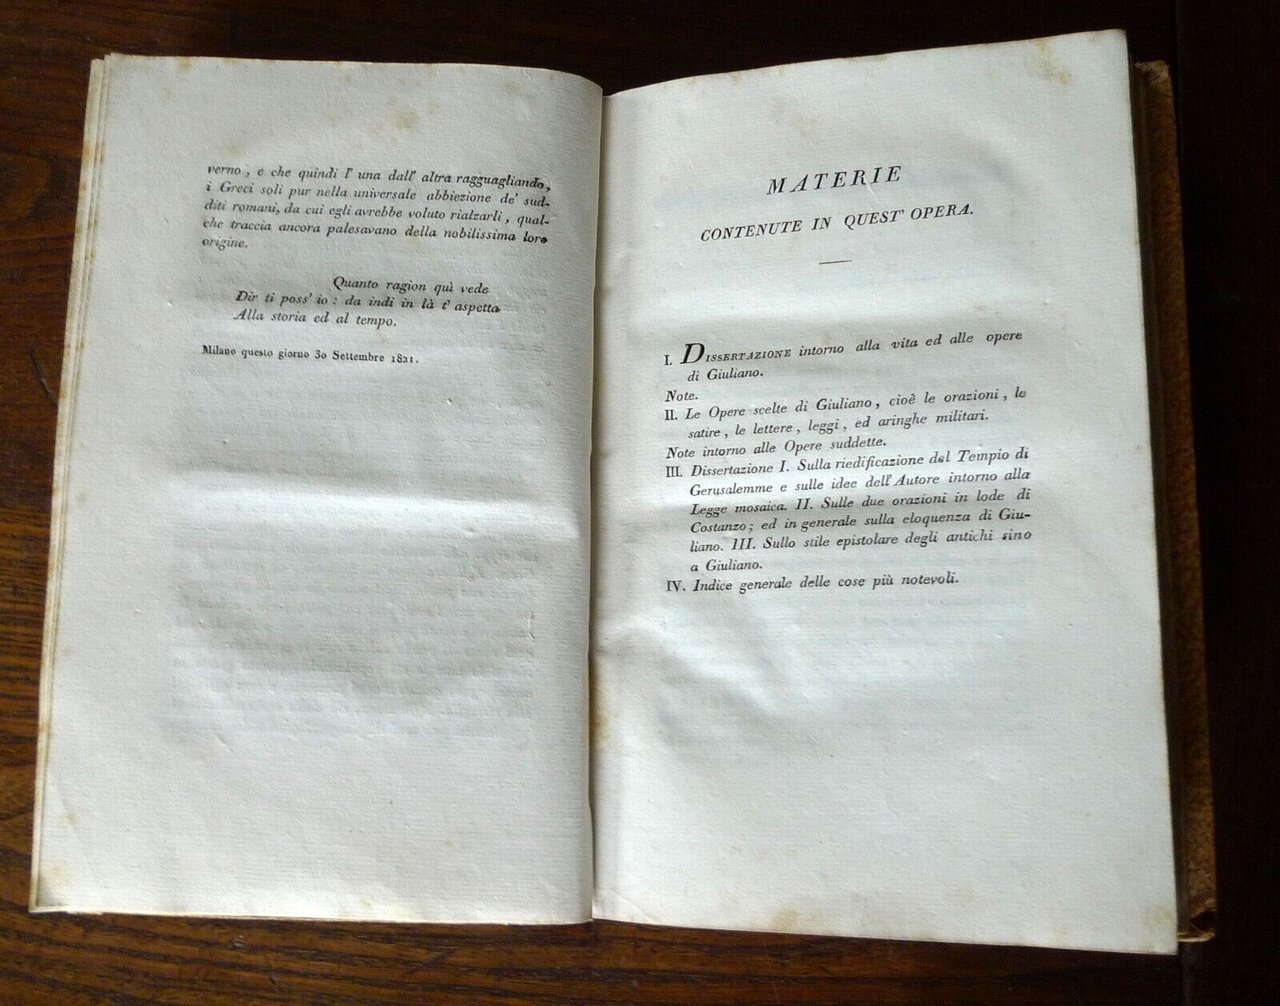 verno, e che quindi l' una dall' altra ragguagliando,
i Greci soli pur nella universale abbiezione de' sud-
diti romani, da cui egli avrebbe voluto rialzarli, qual-
che traccia ancora palesavano della nobilissima loro
origine.
Quanto ragion quì vede
Dir ti poss' io: da indi in là t' aspetta
Alla storia ed al tempo.
Milano questo giorno 30 Settembre 1821.
MATERIE
CONTENUTE IN QUEST' OPERA.
I. DISSERTAZIONE intorno alla vita ed alle opere
di Giuliano.
Note.
II. Le Opere scelte di Giuliano, cioè le orazioni, le
satire, le lettere, leggi, ed aringhe militari.
Note intorno alle Opere suddette.
III. Dissertazione I. Sulla riedificazione del Tempio di
Gerusalemme e sulle idee dell' Autore intorno alla
Legge mosaica. II. Sulle due orazioni in lode di
Costanzo; ed in generale sulla eloquenza di Giu-
liano. III. Sullo stile epistolare degli antichi sino
a Giuliano.
IV. Indice generale delle cose più notevoli.